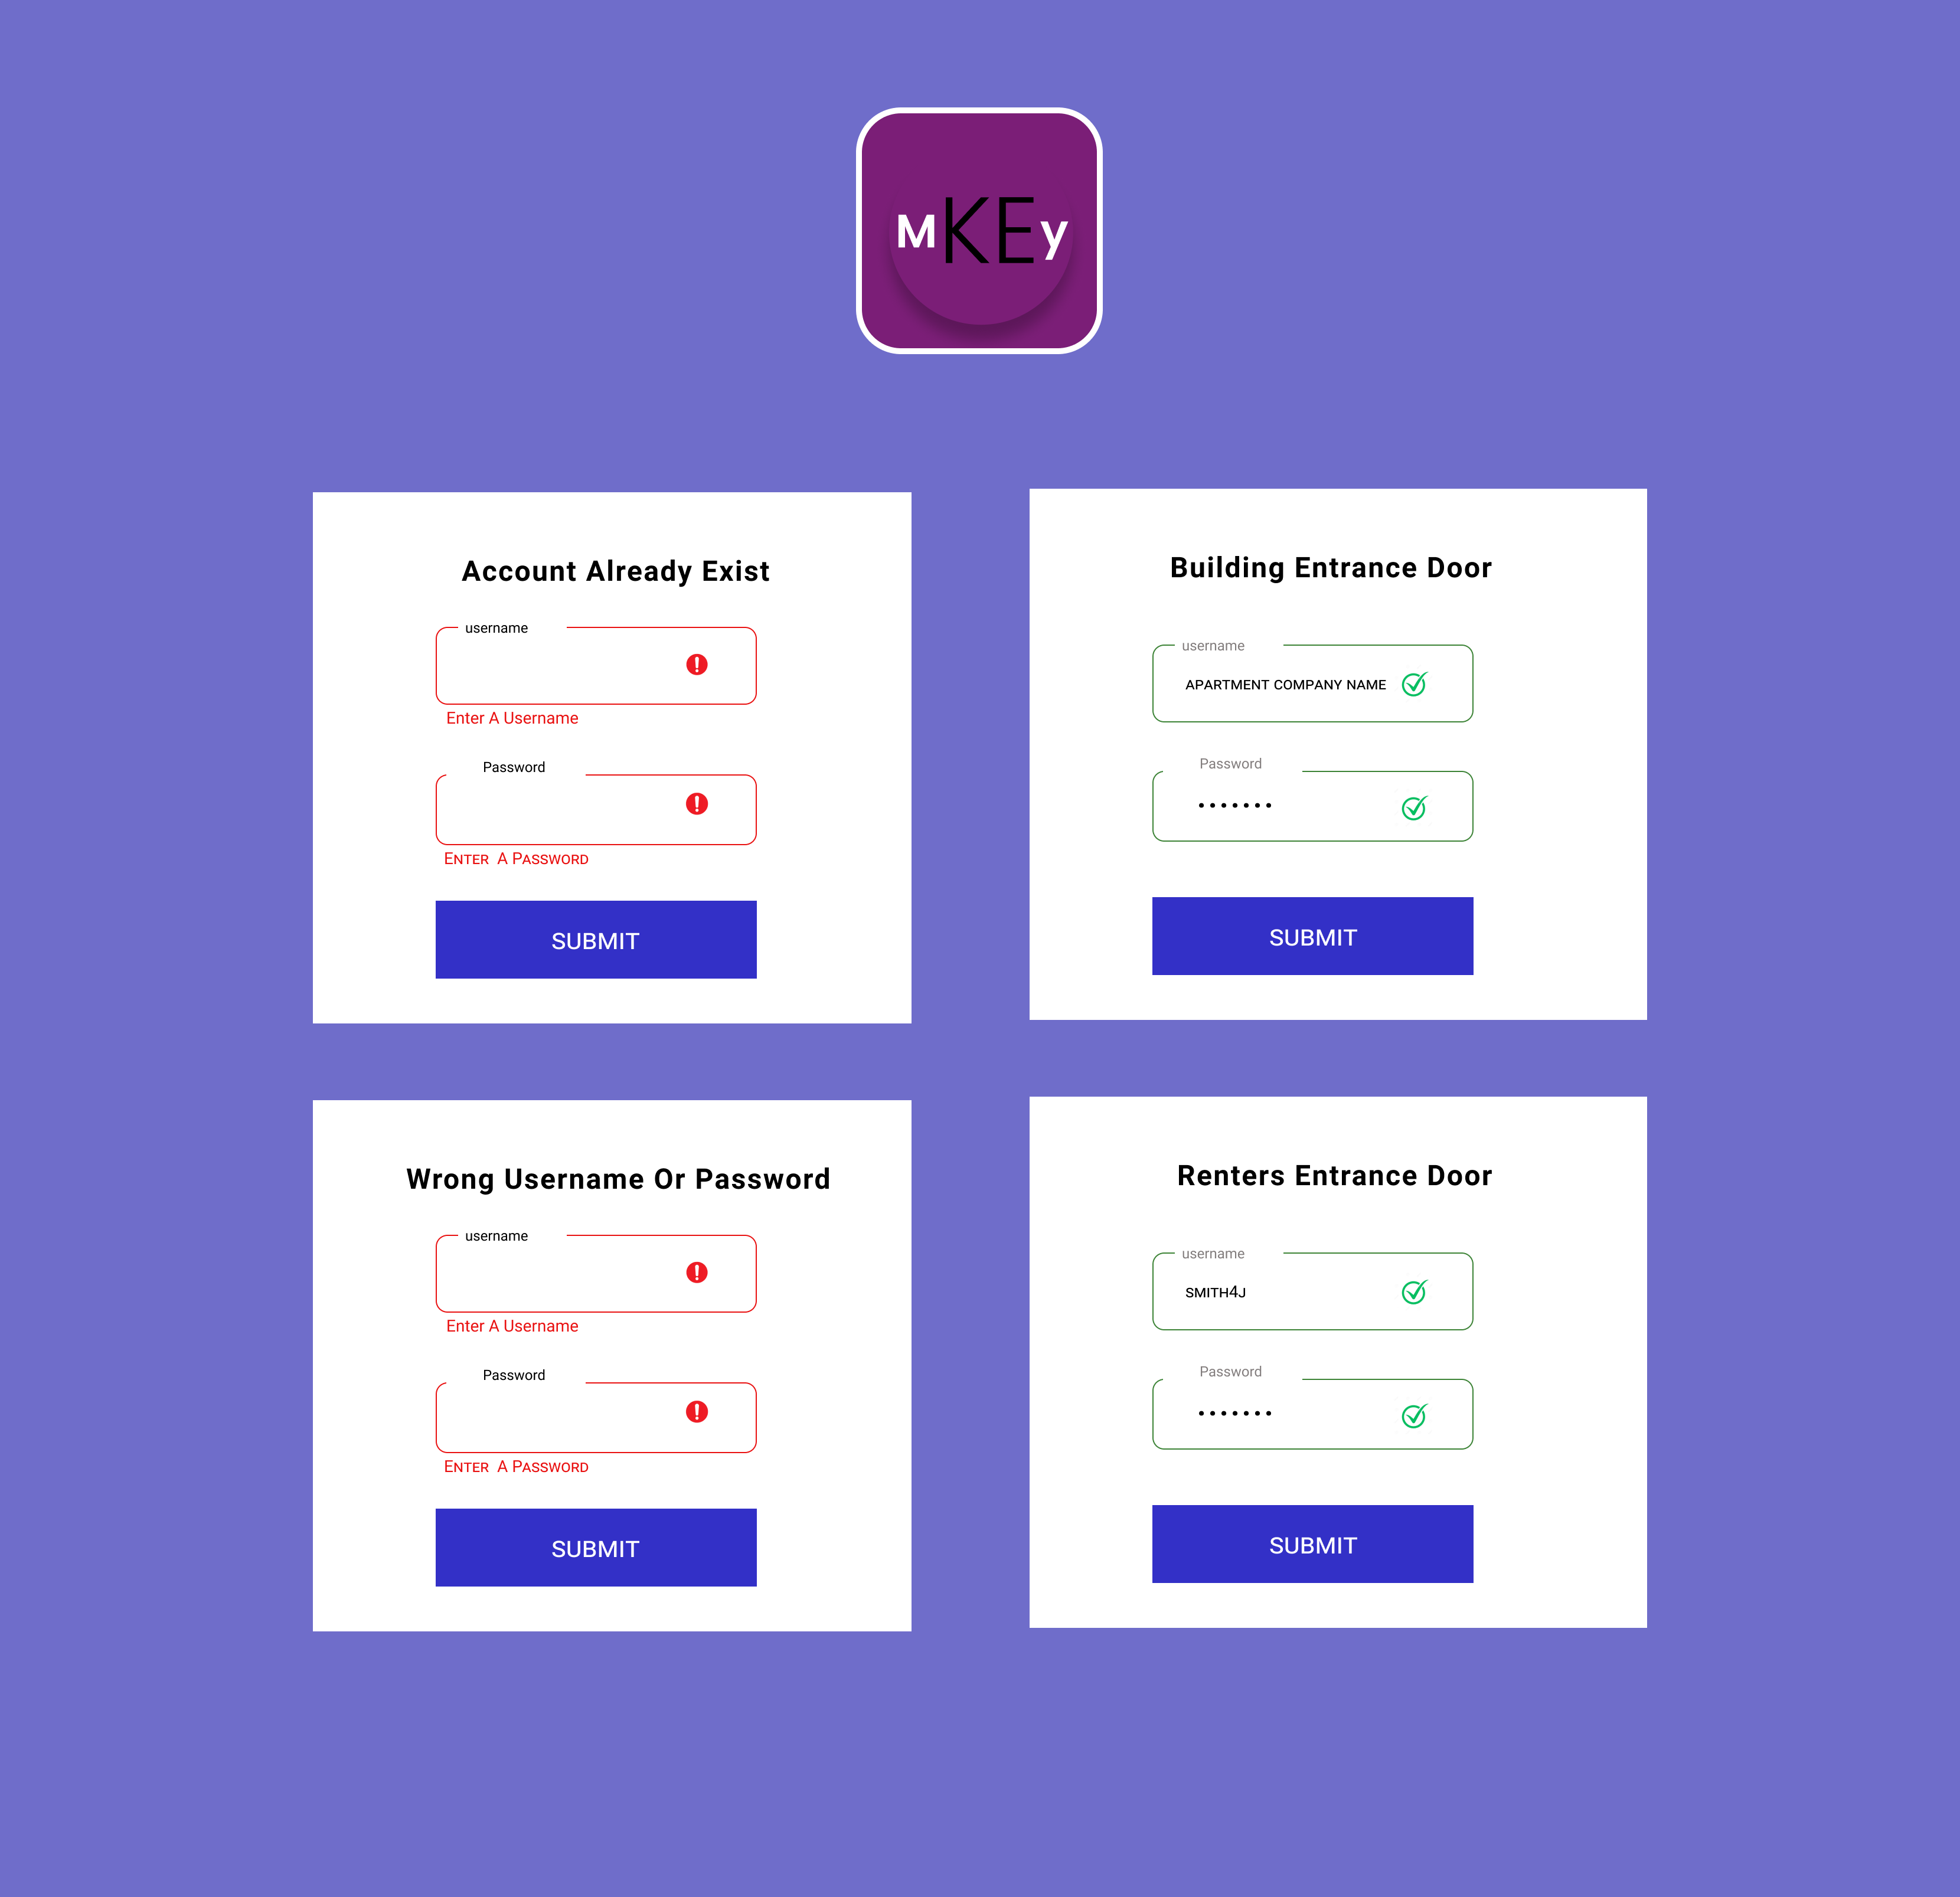 MKEy
Account Already Exist
username
Enter A Username
Password
Enter A Password
SUBMIT
Building Entrance Door
username
APARTMENT COMPANY NAME
Password
SUBMIT
Wrong Username Or Password
username
Enter A Username
Password
Enter A Password
SUBMIT
Renters Entrance Door
username
SMITH4J
Password
SUBMIT